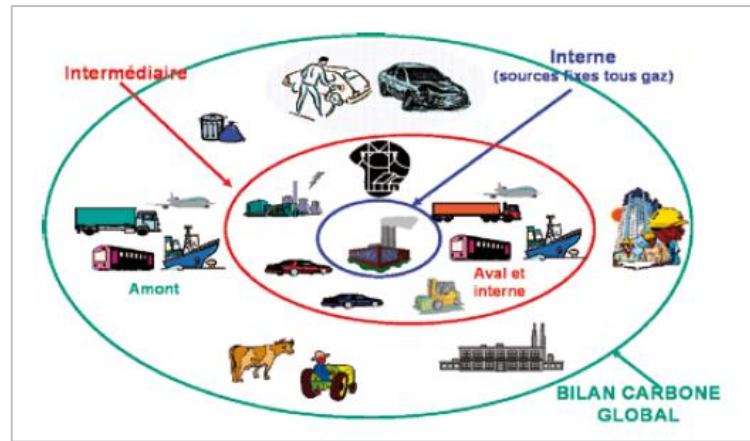 Intermédiaire
Interne
(sources fixes tous gaz)
Amont
Aval et
interne
BILAN CARBONE
GLOBAL